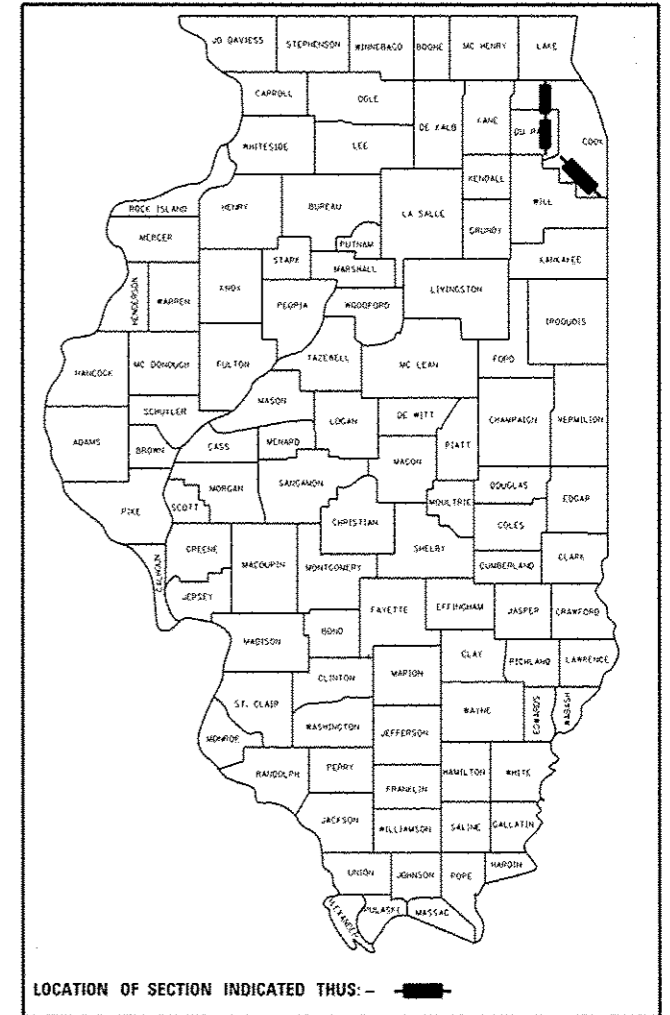 JO DAVIESS STEPHENSON WINNEBAGO BOONE MC HENRY LAKE
CARROLL OGLE DE KALB KANE COOK
WHITESIDE LEE
KENDALL WILL
ROCK ISLAND HENRY BUREAU LA SALLE GRUNDY
MERCER PUTNAM KANKAKEE
STARK MARSHALL
HENDERSON WARREN KNOX PEORIA WOODFORD LIVINGSTON IROQUOIS
FORD
HANCOCK MC DONOUGH FULTON TAZEWELL MC LEAN
MASON
SCHUYLER LOGAN DE WITT CHAMPAIGN VERMILION
ADAMS BROWN CASS MENARD PIATT
MACON
MORGAN SANGAMON DOUGLAS EDGAR
PIKE SCOTT CHRISTIAN MOULTRIE COLES
GREENE SHELBY CLARK
CALHOUN MACOUPIN MONTGOMERY CUMBERLAND
JERSEY FAYETTE EFFINGHAM JASPER CRAWFORD
MADISON BOND
CLAY RICHLAND LAWRENCE
CLINTON MARION
ST. CLAIR WAYNE EDWARDS WABASH
WASHINGTON JEFFERSON
MONROE
RANDOLPH PERRY HAMILTON WHITE
FRANKLIN
JACKSON WILLIAMSON SALINE GALLATIN
UNION JOHNSON POPE HARDIN
ALEXANDER PULASKI MASSAC
LOCATION OF SECTION INDICATED THUS: -